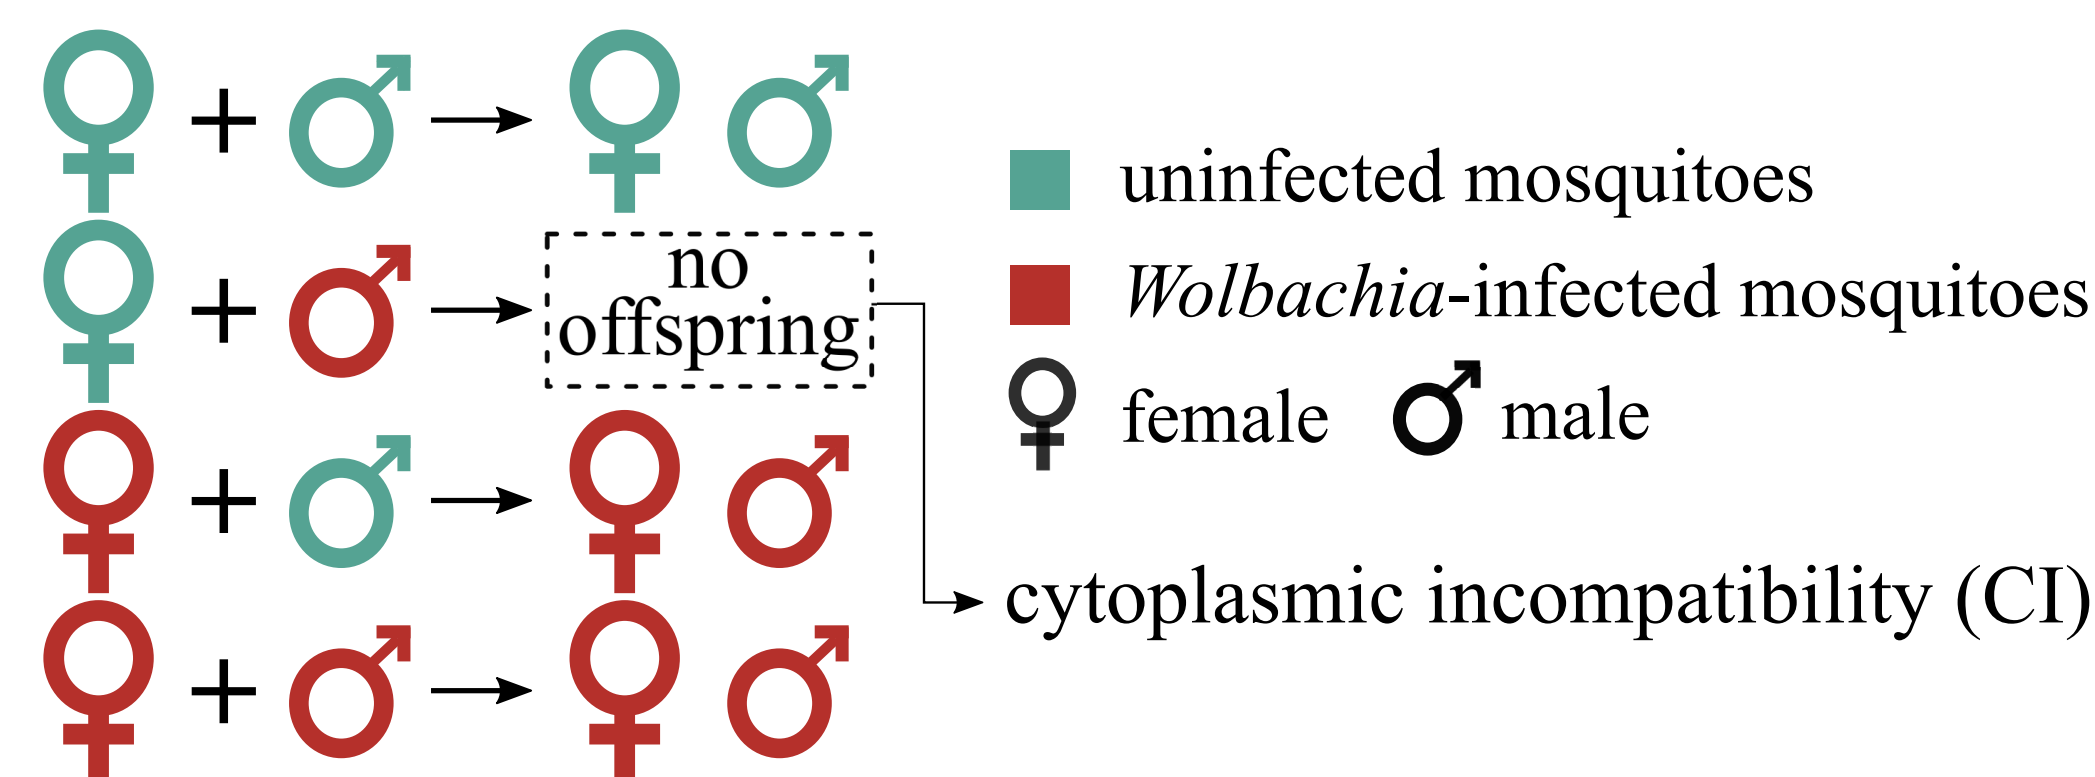 no
offspring
uninfected mosquitoes
Wolbachia-infected mosquitoes
female
male
cytoplasmic incompatibility (CI)